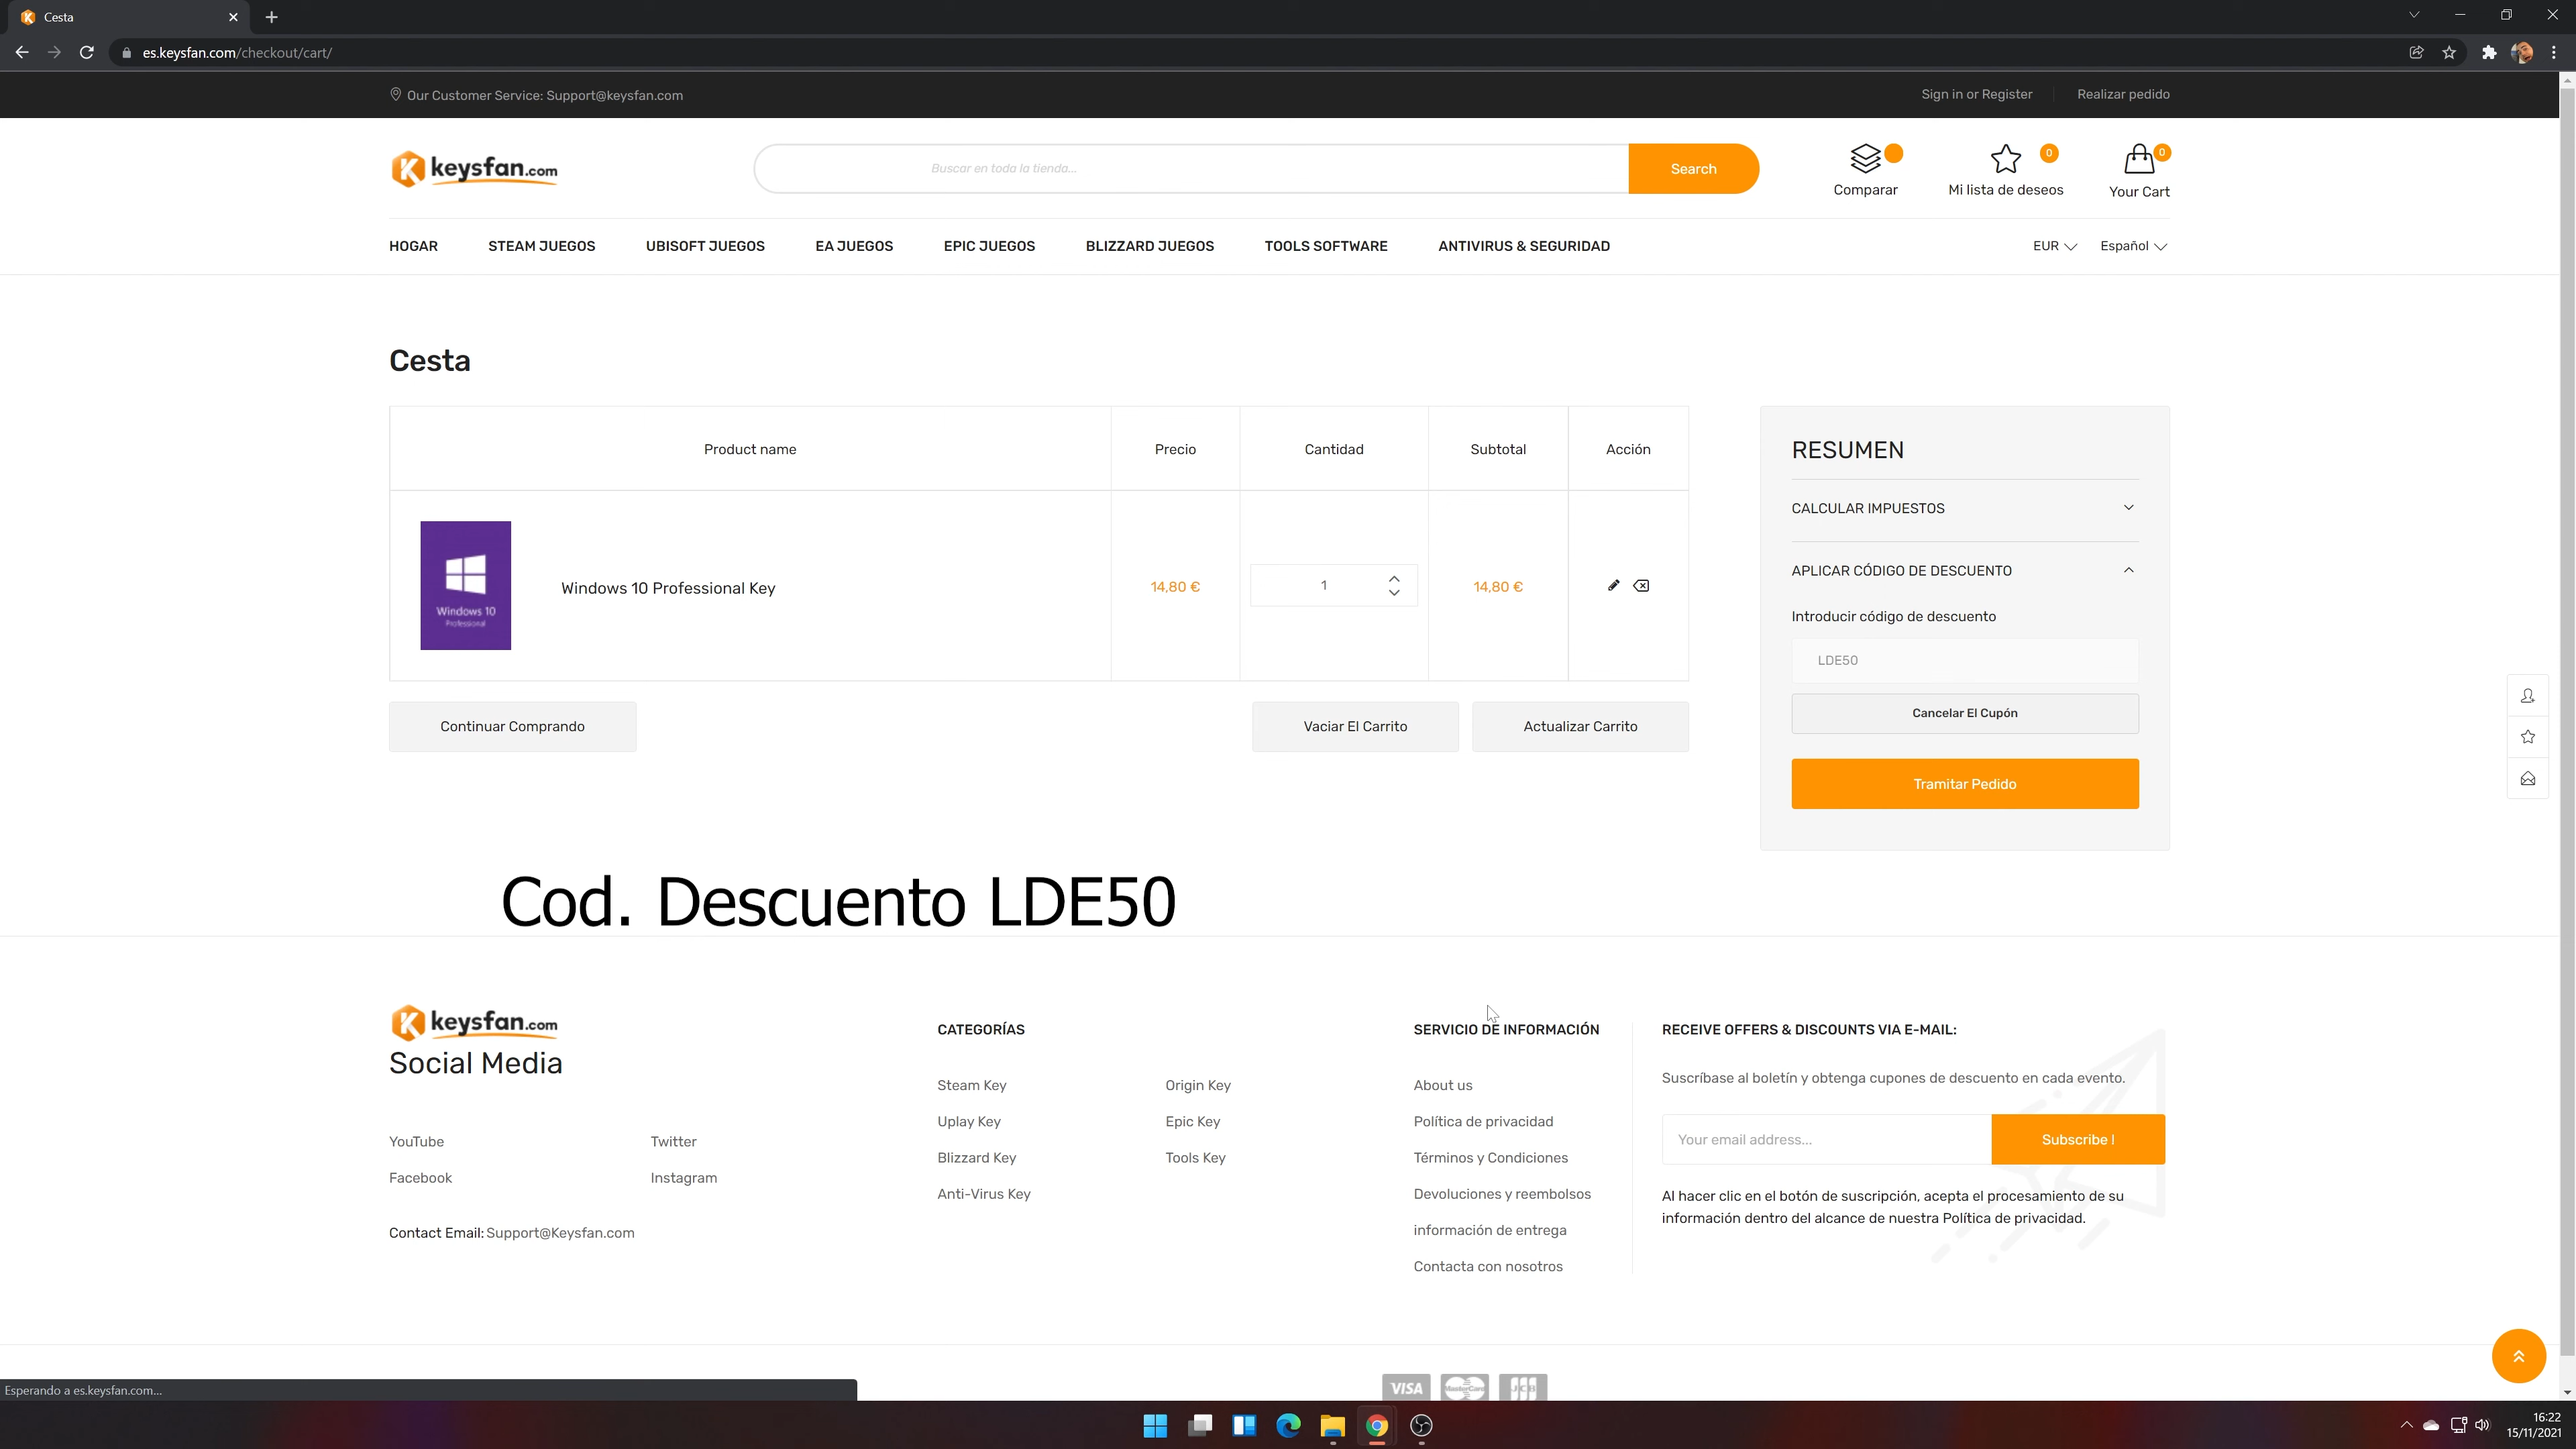 Cesta
es.keysfan.com/checkout/cart/
Our Customer Service: Support@keysfan.com
Sign in or Register
Realizar pedido
keysfan.com
Buscar en toda la tienda...
Search
Comparar
0
Mi lista de deseos
0
Your Cart
HOGAR
STEAM JUEGOS
UBISOFT JUEGOS
EA JUEGOS
EPIC JUEGOS
BLIZZARD JUEGOS
TOOLS SOFTWARE
ANTIVIRUS & SEGURIDAD
EUR
Español
Cesta
Product name
Precio
Cantidad
Subtotal
Acción
Windows 10
Professional
Windows 10 Professional Key
14,80 €
1
14,80 €
RESUMEN
CALCULAR IMPUESTOS
APLICAR CÓDIGO DE DESCUENTO
Introducir código de descuento
LDE50
Cancelar El Cupón
Tramitar Pedido
Continuar Comprando
Vaciar El Carrito
Actualizar Carrito
Cod. Descuento LDE50
keysfan.com
Social Media
YouTube
Twitter
Facebook
Instagram
Contact Email: Support@Keysfan.com
CATEGORÍAS
Steam Key
Origin Key
Uplay Key
Epic Key
Blizzard Key
Tools Key
Anti-Virus Key
SERVICIO DE INFORMACIÓN
About us
Política de privacidad
Términos y Condiciones
Devoluciones y reembolsos
información de entrega
Contacta con nosotros
RECEIVE OFFERS & DISCOUNTS VIA E-MAIL:
Suscríbase al boletín y obtenga cupones de descuento en cada evento.
Your email address...
Subscribe !
Al hacer clic en el botón de suscripción, acepta el procesamiento de su
información dentro del alcance de nuestra Política de privacidad.
Esperando a es.keysfan.com...
VISA
MasterCard
JCB
16:22
15/11/2021